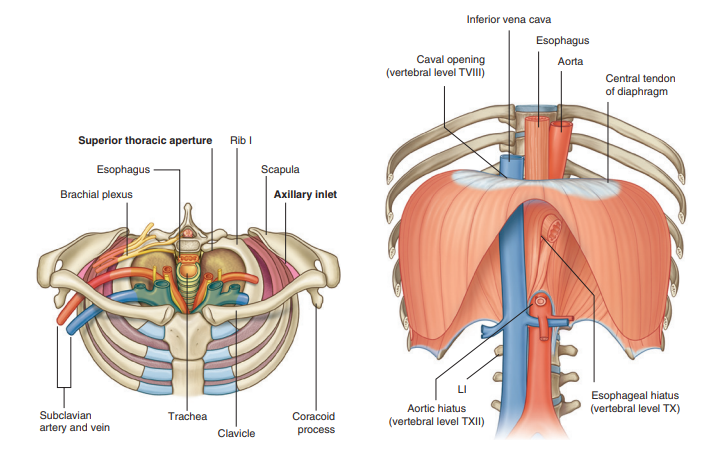 Inferior vena cava
Esophagus
Caval opening
(vertebral level TVIII)
Aorta
Central tendon
of diaphragm
Superior thoracic aperture
Rib I
Esophagus
Scapula
Brachial plexus
Axillary inlet
LI
Subclavian
artery and vein
Trachea
Clavicle
Coracoid
process
Aortic hiatus
(vertebral level TXII)
Esophageal hiatus
(vertebral level TX)